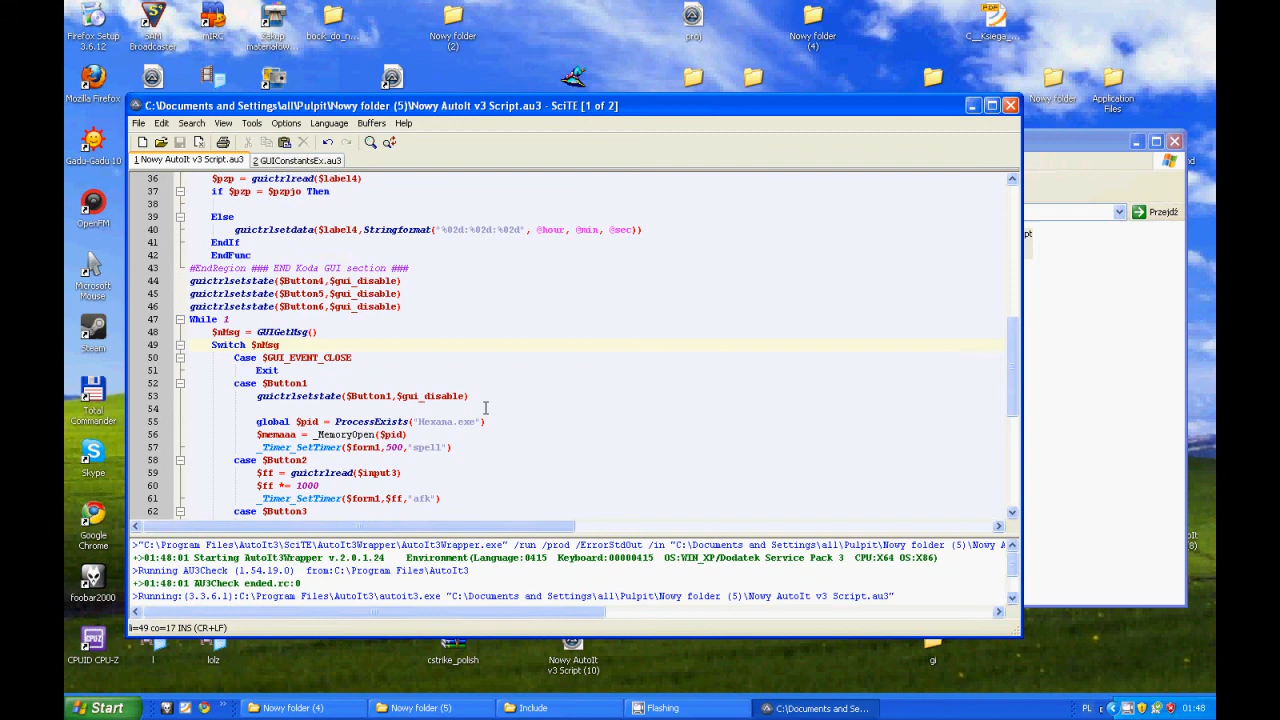 Firefox Setup 3.6.12
SAM Broadcaster
mIRC
Zakup materiałow...
bocik_do_n...
Nowy folder (2)
proj
Nowy folder (4)
C__Ksiega_...
Mozilla Firefox
Nowy folder
Application Files
C:\Documents and Settings\all\Pulpit\Nowy folder (5)\Nowy AutoIt v3 Script.au3 - SciTE [1 of 2]
File Edit Search View Tools Options Language Buffers Help
1 Nowy AutoIt v3 Script.au3 2 GUIConstantsEx.au3
Przejdź
36 $pzp = guictrlread($label4)
37 if $pzp = $pzpjo Then
38
39 Else
40 guictrlsetdata($label4,Stringformat("%02d:%02d:%02d", @hour, @min, @sec))
41 EndIf
42 EndFunc
43 #EndRegion ### END Koda GUI section ###
44 guictrlsetstate($Button4,$gui_disable)
45 guictrlsetstate($Button5,$gui_disable)
46 guictrlsetstate($Button6,$gui_disable)
47 While 1
48 $nMsg = GUIGetMsg()
49 Switch $nMsg
50 Case $GUI_EVENT_CLOSE
51 Exit
52 case $Button1
53 guictrlsetstate($Button1,$gui_disable)
54
55 global $pid = ProcessExists("Hexana.exe")
56 $memaaa = _MemoryOpen($pid)
57 _Timer_SetTimer($form1,500,"spell")
58 case $Button2
59 $ff = guictrlread($input3)
60 $ff *= 1000
61 _Timer_SetTimer($form1,$ff,"afk")
62 case $Button3
>"C:\Program Files\AutoIt3\SciTE\AutoIt3Wrapper\AutoIt3Wrapper.exe" /run /prod /ErrorStdOut /in "C:\Documents and Settings\all\Pulpit\Nowy folder (5)\Nowy A
+>01:48:01 Starting AutoIt3Wrapper v.2.0.1.24 Environment(Language:0415 Keyboard:00000415 OS:WIN_XP/Dodatek Service Pack 3 CPU:X64 OS:X86)
>Running AU3Check (1.54.19.0) from:C:\Program Files\AutoIt3
+>01:48:01 AU3Check ended.rc:0
>Running:(3.3.6.1):C:\Program Files\AutoIt3\autoit3.exe "C:\Documents and Settings\all\Pulpit\Nowy folder (5)\Nowy AutoIt v3 Script.au3"
li=49 co=17 INS (CR+LF)
Gadu-Gadu 10
OpenFM
Microsoft Mouse
Steam
Total Commander
Skype
Google Chrome
foobar2000
CPUID CPU-Z
l
lolz
cstrike_polish
Nowy AutoIt v3 Script (10)
gi
Start
Nowy folder (4)
Nowy folder (5)
Include
Flashing
C:\Documents and Se...
PL
01:48